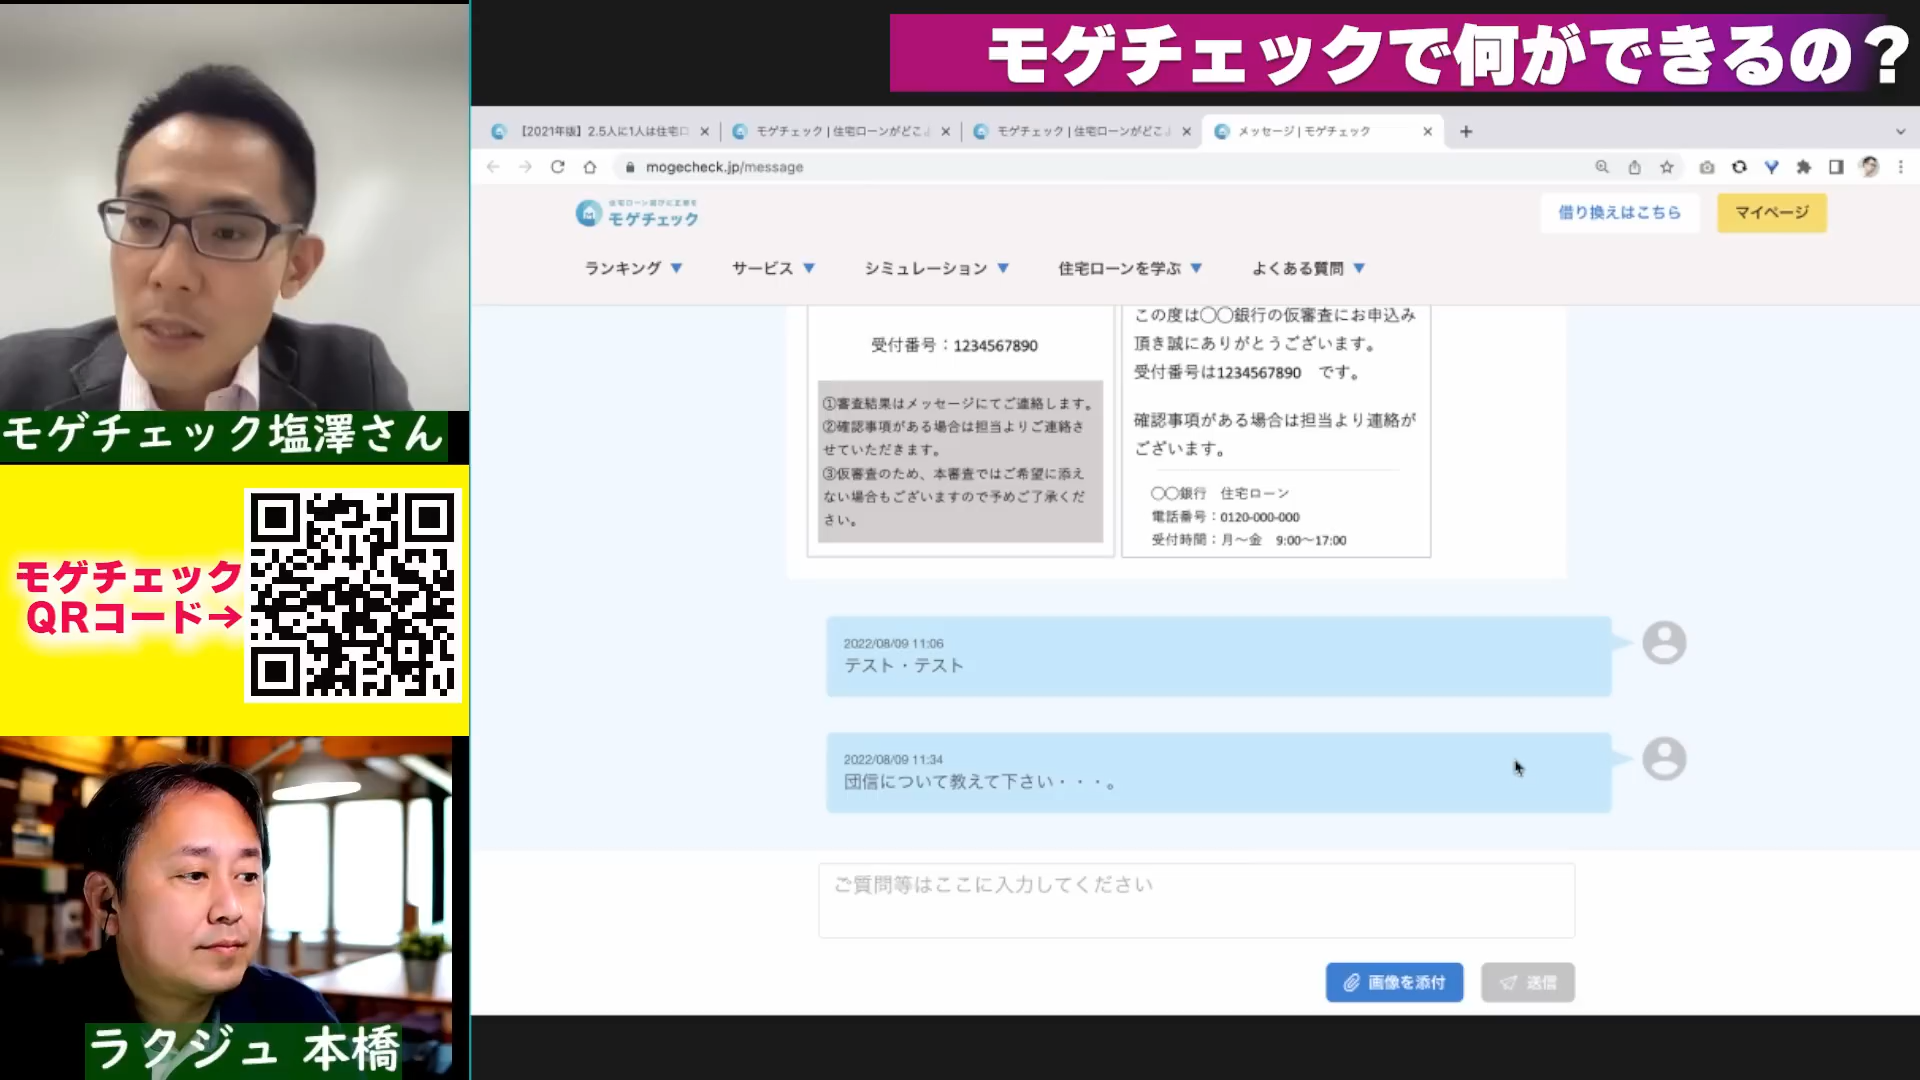 モゲチェックで何ができるの？
モゲチェック塩澤さん
モゲチェック
QRコード→
ラクジュ 本橋
【2021年版】2.5人に1人は住宅ロ
モゲチェック | 住宅ローンがどこよ
モゲチェック | 住宅ローンがどこよ
メッセージ | モゲチェック
mogecheck.jp/message
住宅ローン選びに正解を
モゲチェック
借り換えはこちら
マイページ
ランキング ▼
サービス ▼
シミュレーション ▼
住宅ローンを学ぶ ▼
よくある質問 ▼
受付番号：1234567890
①審査結果はメッセージにてご連絡します。
②確認事項がある場合は担当よりご連絡さ
せていただきます。
③仮審査のため、本審査ではご希望に添え
ない場合もございますので予めご了承くだ
さい。
この度は〇〇銀行の仮審査にお申込み
頂き誠にありがとうございます。
受付番号は1234567890 です。
確認事項がある場合は担当より連絡が
ございます。
〇〇銀行 住宅ローン
電話番号：0120-000-000
受付時間：月～金 9:00～17:00
2022/08/09 11:06
テスト・テスト
2022/08/09 11:34
団信について教えて下さい・・・。
ご質問等はここに入力してください
画像を添付
送信